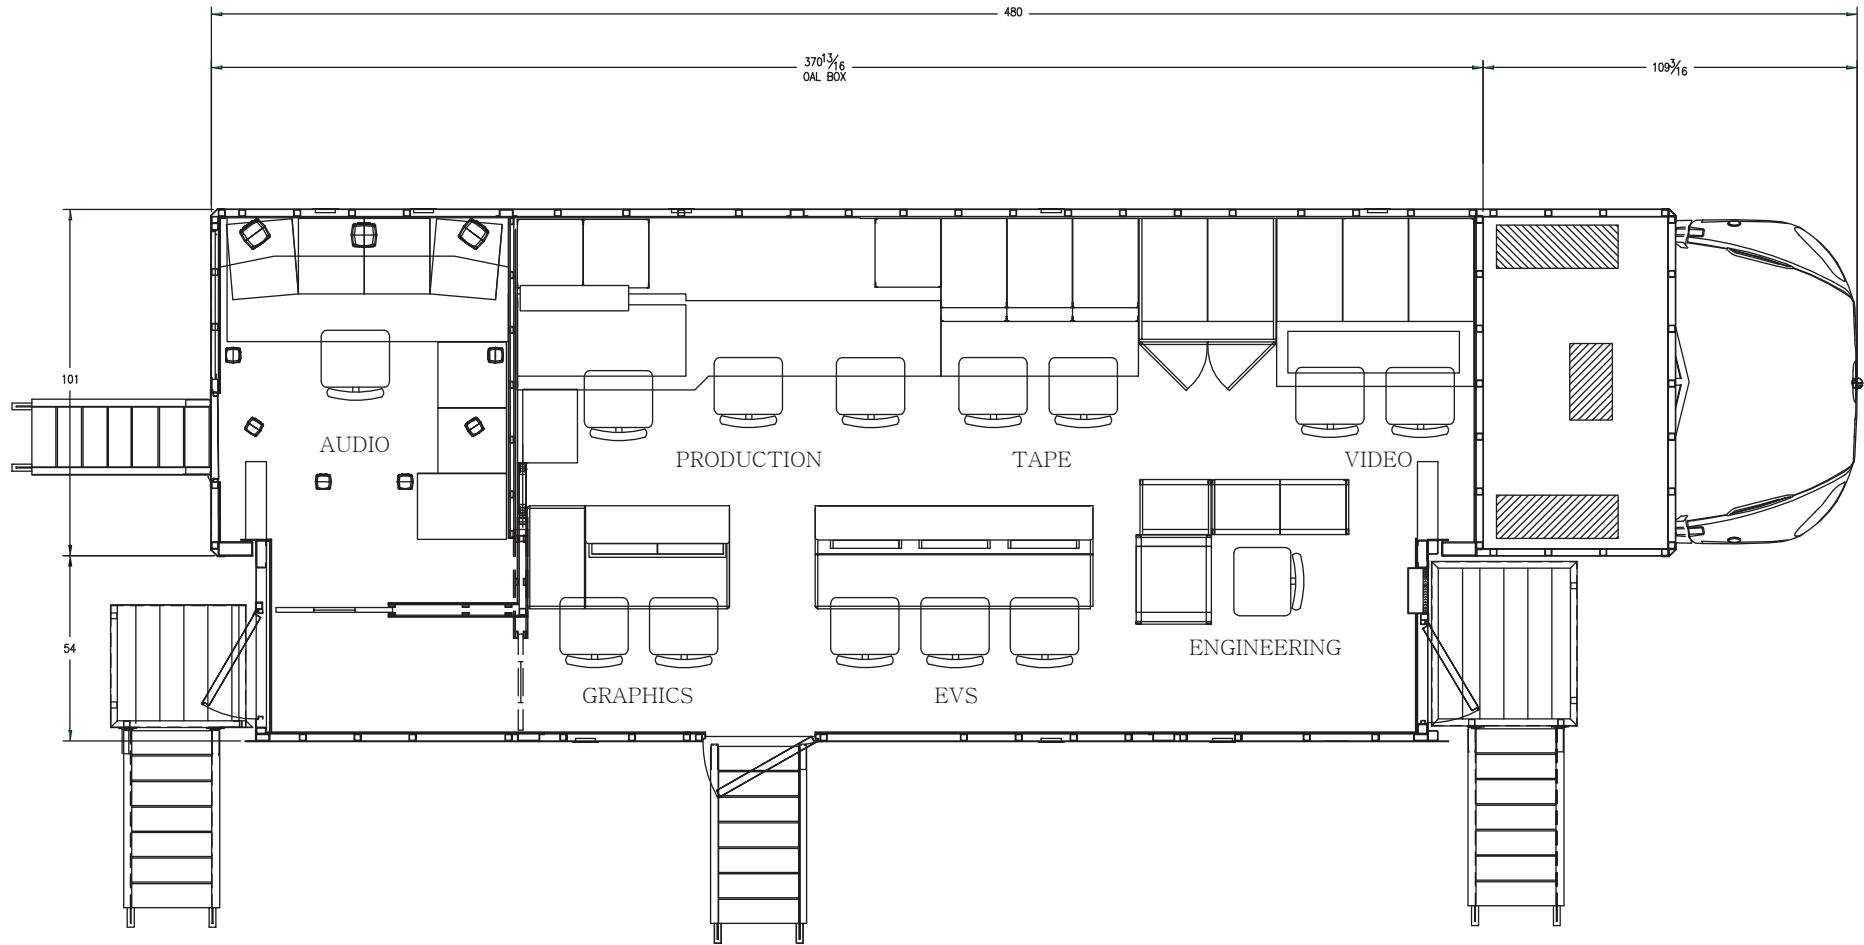 480
370 13/16
OAL BOX
109 3/16
101
AUDIO
PRODUCTION
TAPE
VIDEO
54
ENGINEERING
GRAPHICS
EVS